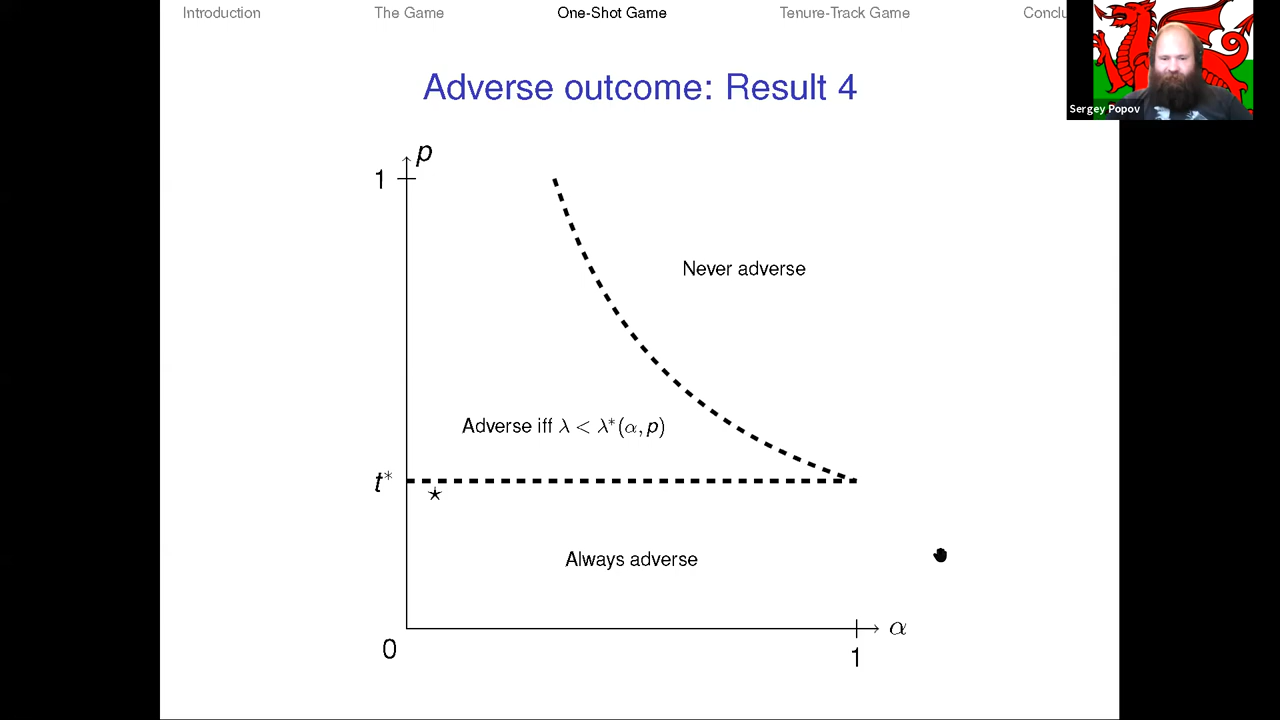 Introduction The Game One-Shot Game Tenure-Track Game Conclu
Sergey Popov
Adverse outcome: Result 4
p
1
Never adverse
Adverse iff λ < λ*(α, p)
t*
⋆
Always adverse
0
α
1